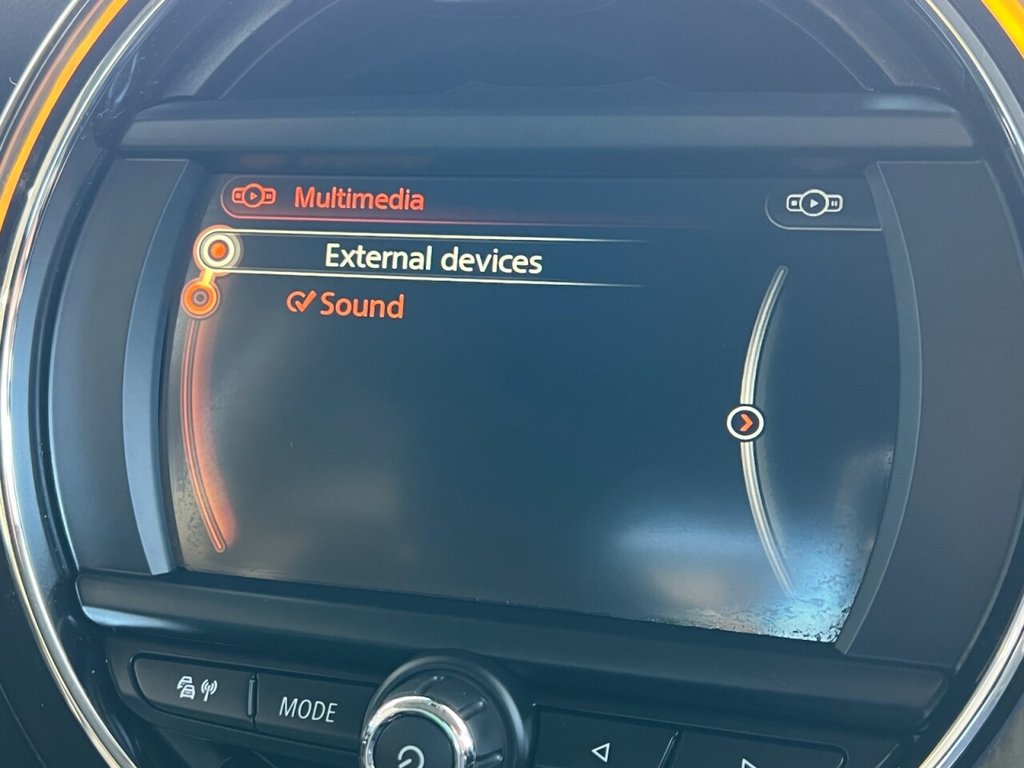 Multimedia
External devices
Sound
MODE